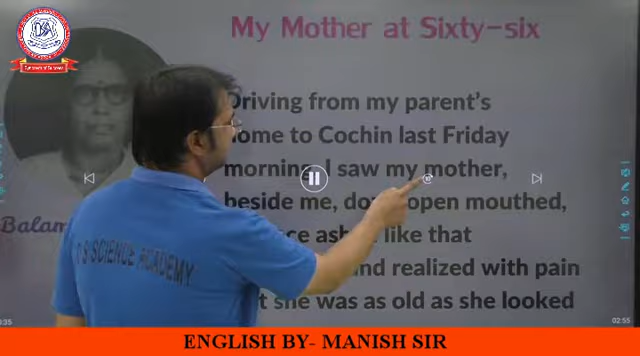 My Mother at Sixty-six
Driving from my parent's
home to Cochin last Friday
morning, I saw my mother,
beside me, open mouthed,
like that
and realized with pain
she was as old as she looked
Balam
SCIENCE ACADEMY
02:55
ENGLISH BY- MANISH SIR